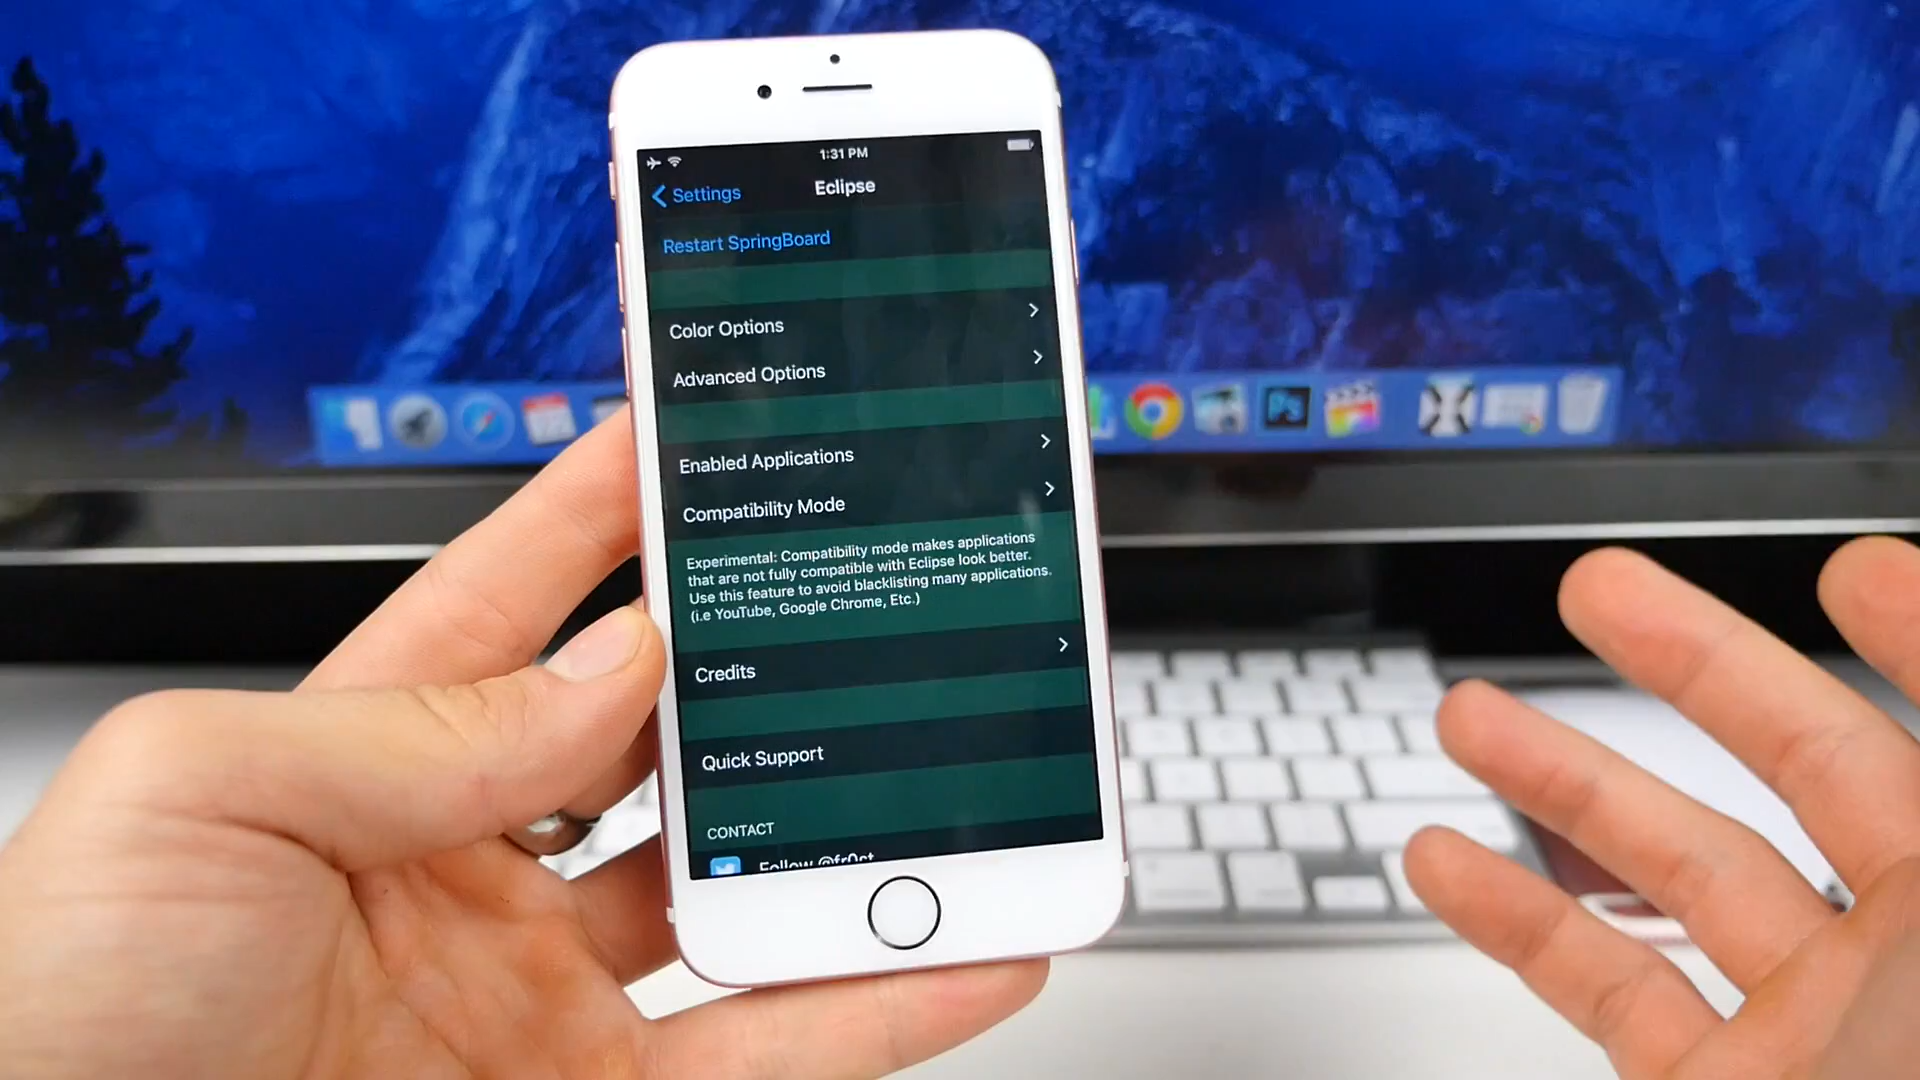 1:31 PM
Settings
Eclipse
Restart SpringBoard
Color Options
Advanced Options
Enabled Applications
Compatibility Mode
Experimental: Compatibility mode makes applications
that are not fully compatible with Eclipse look better.
Use this feature to avoid blacklisting many applications.
(i.e YouTube, Google Chrome, Etc.)
Credits
Quick Support
CONTACT
Follow @fr0st
Ps